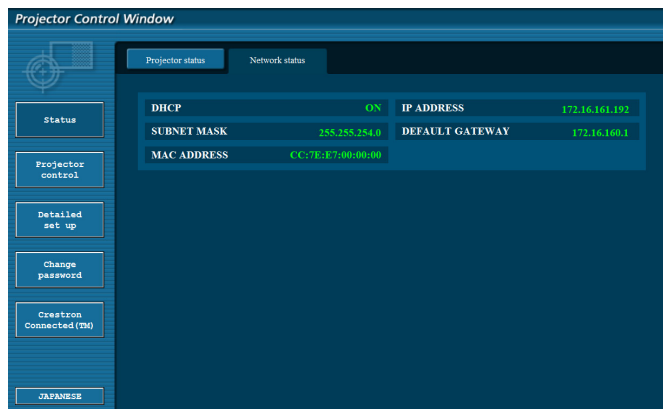 Projector Control Window
Projector status
Network status
Status
Projector
control
Detailed
set up
Change
password
Crestron
Connected(TM)
JAPANESE
DHCP ON
IP ADDRESS 172.16.161.192
SUBNET MASK 255.255.254.0
DEFAULT GATEWAY 172.16.160.1
MAC ADDRESS CC:7E:E7:00:00:00